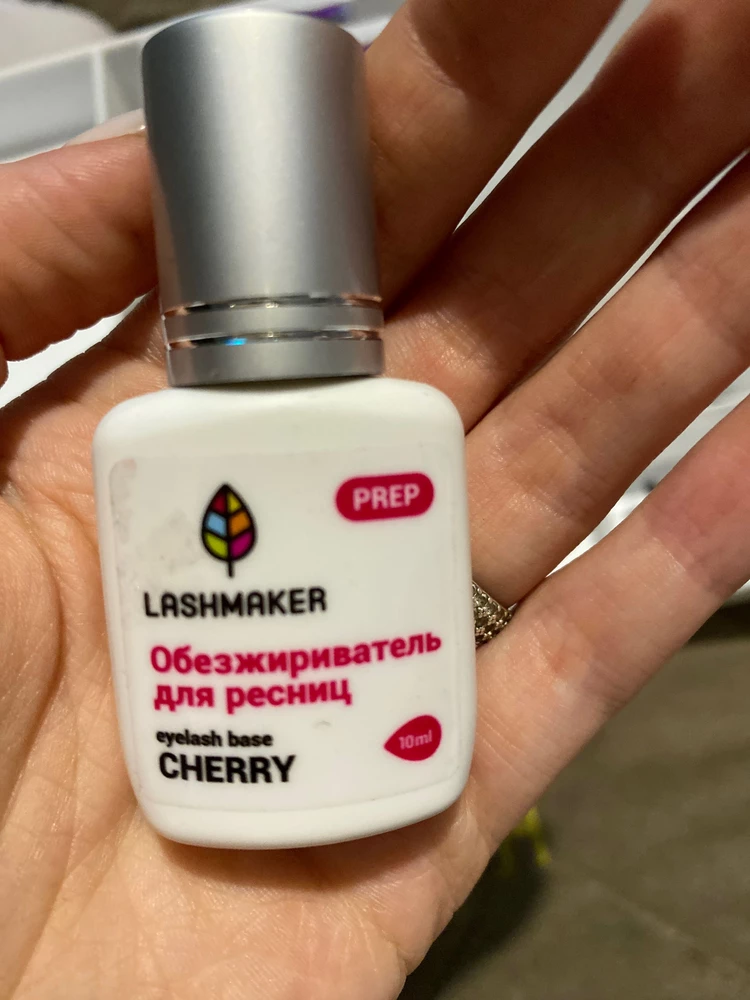 PREP
LASHMAKER
Обезжириватель
для ресниц
eyelash base
CHERRY
10ml